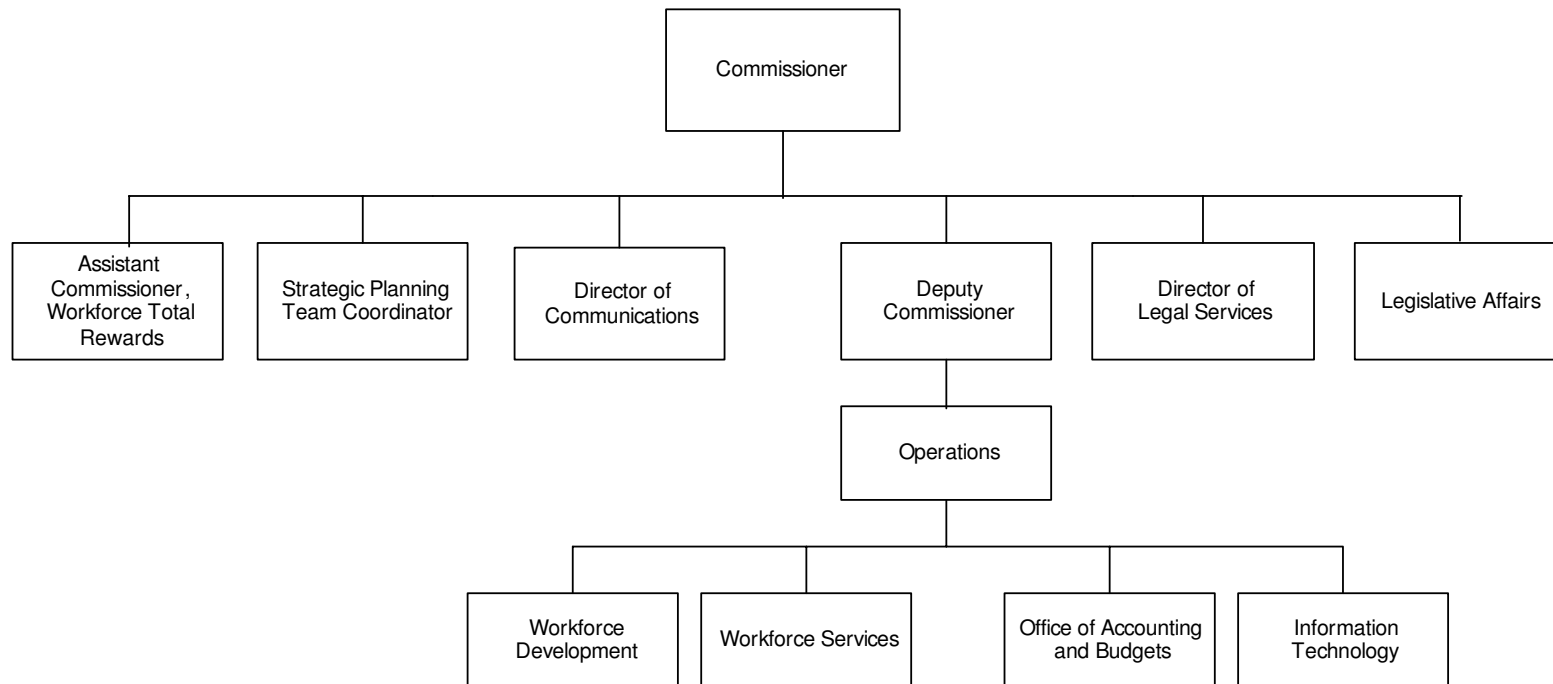 Commissioner
Assistant
Commissioner,
Workforce Total
Rewards
Strategic Planning
Team Coordinator
Director of
Communications
Deputy
Commissioner
Director of
Legal Services
Legislative Affairs
Operations
Workforce
Development
Workforce Services
Office of Accounting
and Budgets
Information
Technology